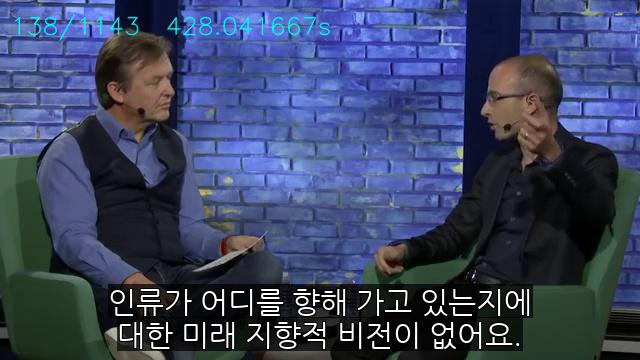 138/1143 428.041667s
인류가 어디를 향해 가고 있는지에
대한 미래 지향적 비전이 없어요.